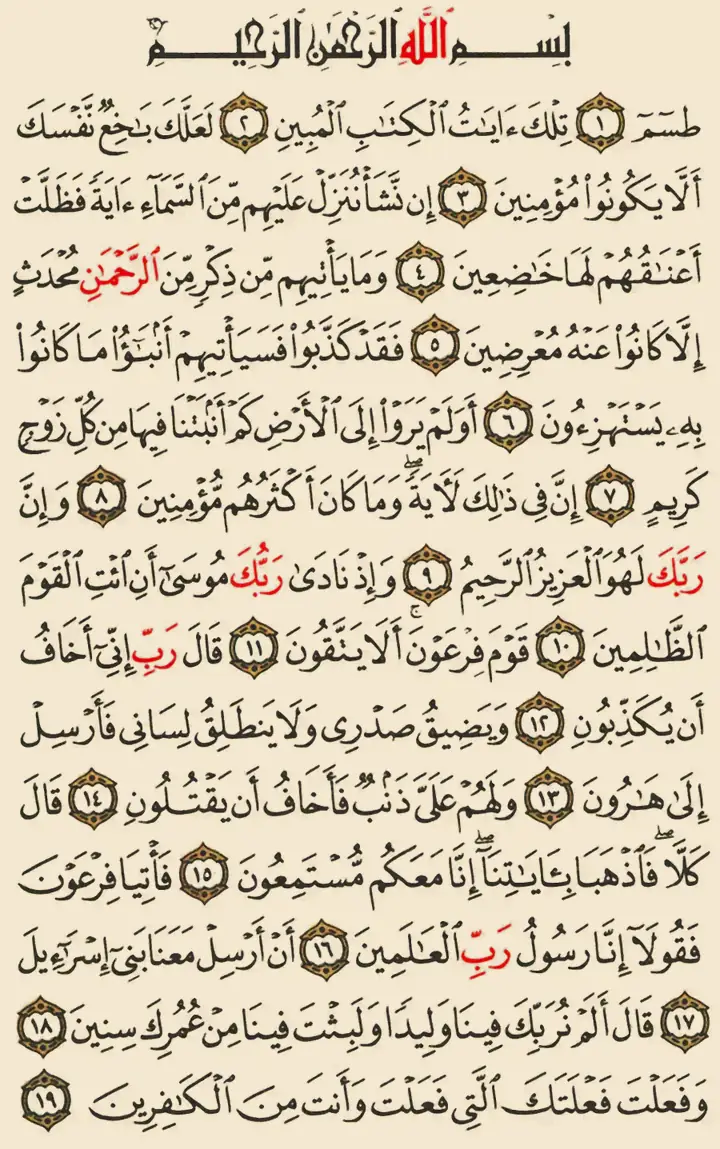 بِسْمِ ٱللَّهِ ٱلرَّحْمَٰنِ ٱلرَّحِيمِ
طسٓمٓ ١ تِلْكَ ءَايَٰتُ ٱلْكِتَٰبِ ٱلْمُبِينِ ٢ لَعَلَّكَ بَٰخِعٌ نَّفْسَكَ
أَلَّا يَكُونُوا۟ مُؤْمِنِينَ ٣ إِن نَّشَأْ نُنَزِّلْ عَلَيْهِم مِّنَ ٱلسَّمَآءِ ءَايَةً فَظَلَّتْ
أَعْنَٰقُهُمْ لَهَا خَٰضِعِينَ ٤ وَمَا يَأْتِيهِم مِّن ذِكْرٍ مِّنَ ٱلرَّحْمَٰنِ مُحْدَثٍ
إِلَّا كَانُوا۟ عَنْهُ مُعْرِضِينَ ٥ فَقَدْ كَذَّبُوا۟ فَسَيَأْتِيهِمْ أَنۢبَٰٓؤُا۟ مَا كَانُوا۟
بِهِۦ يَسْتَهْزِءُونَ ٦ أَوَلَمْ يَرَوْا۟ إِلَى ٱلْأَرْضِ كَمْ أَنۢبَتْنَا فِيهَا مِن كُلِّ زَوْجٍ
كَرِيمٍ ٧ إِنَّ فِى ذَٰلِكَ لَءَايَةً ۖ وَمَا كَانَ أَكْثَرُهُم مُّؤْمِنِينَ ٨ وَإِنَّ
رَبَّكَ لَهُوَ ٱلْعَزِيزُ ٱلرَّحِيمُ ٩ وَإِذْ نَادَىٰ رَبُّكَ مُوسَىٰٓ أَنِ ٱئْتِ ٱلْقَوْمَ
ٱلظَّٰلِمِينَ ١٠ قَوْمَ فِرْعَوْنَ ۚ أَلَا يَتَّقُونَ ١١ قَالَ رَبِّ إِنِّىٓ أَخَافُ
أَن يُكَذِّبُونِ ١٢ وَيَضِيقُ صَدْرِى وَلَا يَنطَلِقُ لِسَانِى فَأَرْسِلْ
إِلَىٰ هَٰرُونَ ١٣ وَلَهُمْ عَلَىَّ ذَنۢبٌ فَأَخَافُ أَن يَقْتُلُونِ ١٤ قَالَ
كَلَّا ۖ فَٱذْهَبَا بِـَٔايَٰتِنَآ ۖ إِنَّا مَعَكُم مُّسْتَمِعُونَ ١٥ فَأْتِيَا فِرْعَوْنَ
فَقُولَآ إِنَّا رَسُولُ رَبِّ ٱلْعَٰلَمِينَ ١٦ أَنْ أَرْسِلْ مَعَنَا بَنِىٓ إِسْرَٰٓءِيلَ
١٧ قَالَ أَلَمْ نُرَبِّكَ فِينَا وَلِيدًا وَلَبِثْتَ فِينَا مِنْ عُمُرِكَ سِنِينَ ١٨
وَفَعَلْتَ فَعْلَتَكَ ٱلَّتِى فَعَلْتَ وَأَنتَ مِنَ ٱلْكَٰفِرِينَ ١٩